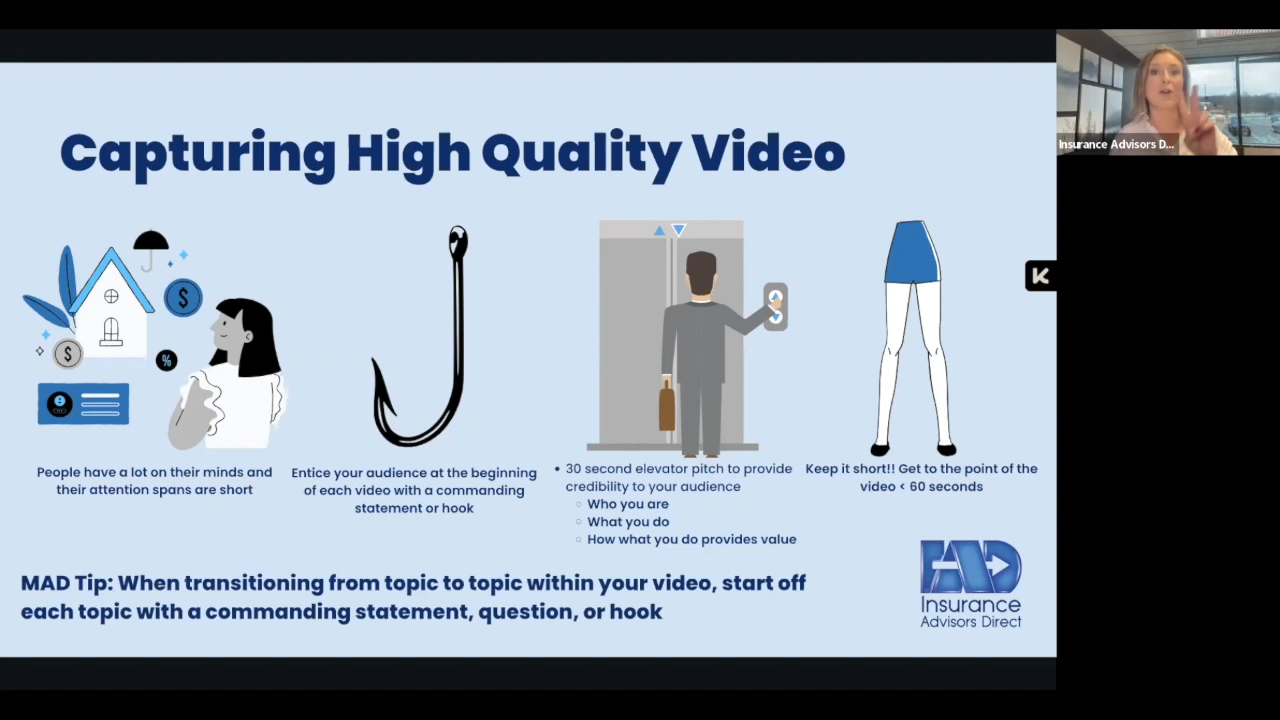 Capturing High Quality Video
Insurance Advisors D...
$
$
%
K
People have a lot on their minds and
their attention spans are short
Entice your audience at the beginning
of each video with a commanding
statement or hook
• 30 second elevator pitch to provide
credibility to your audience
○ Who you are
○ What you do
○ How what you do provides value
Keep it short!! Get to the point of the
video < 60 seconds
MAD Tip: When transitioning from topic to topic within your video, start off
each topic with a commanding statement, question, or hook
IAD
Insurance
Advisors Direct